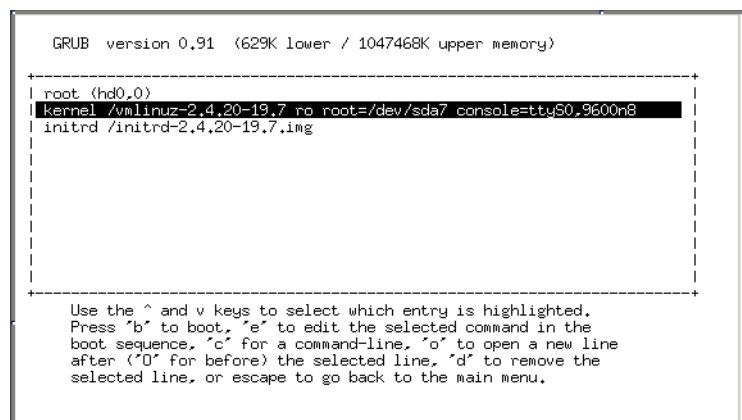 GRUB version 0.91 (629K lower / 1047468K upper memory)
root (hd0,0)
kernel /vmlinuz-2.4.20-19.7 ro root=/dev/sda7 console=ttyS0,9600n8
initrd /initrd-2.4.20-19.7.img
Use the ^ and v keys to select which entry is highlighted.
Press 'b' to boot, 'e' to edit the selected command in the
boot sequence, 'c' for a command-line, 'o' to open a new line
after ('O' for before) the selected line, 'd' to remove the
selected line, or escape to go back to the main menu.